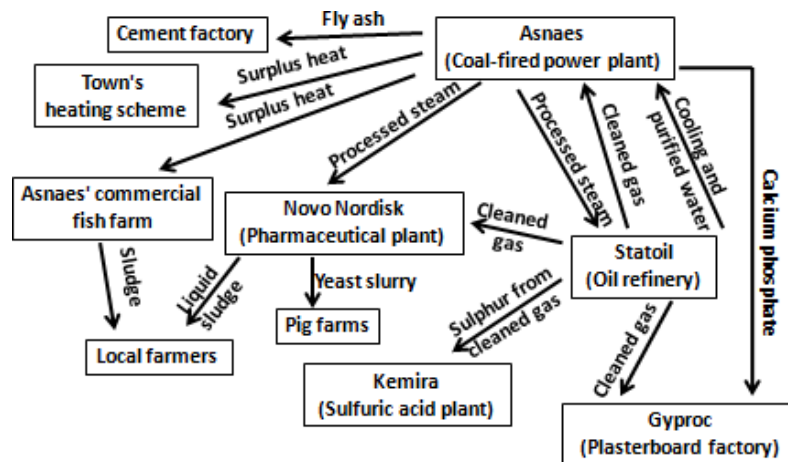 Fly ash
Asnaes
(Coal-fired power plant)
Cement factory
Surplus heat
Town's
heating scheme
Surplus heat
Processed steam
Processed steam
Cleaned gas
Cooling and
purified water
Calcium phosphate
Asnaes' commercial
fish farm
Novo Nordisk
(Pharmaceutical plant)
Cleaned
gas
Statoil
(Oil refinery)
Sludge
Liquid
sludge
Yeast slurry
Sulphur from
cleaned gas
Cleaned gas
Local farmers
Pig farms
Kemira
(Sulfuric acid plant)
Gyproc
(Plasterboard factory)